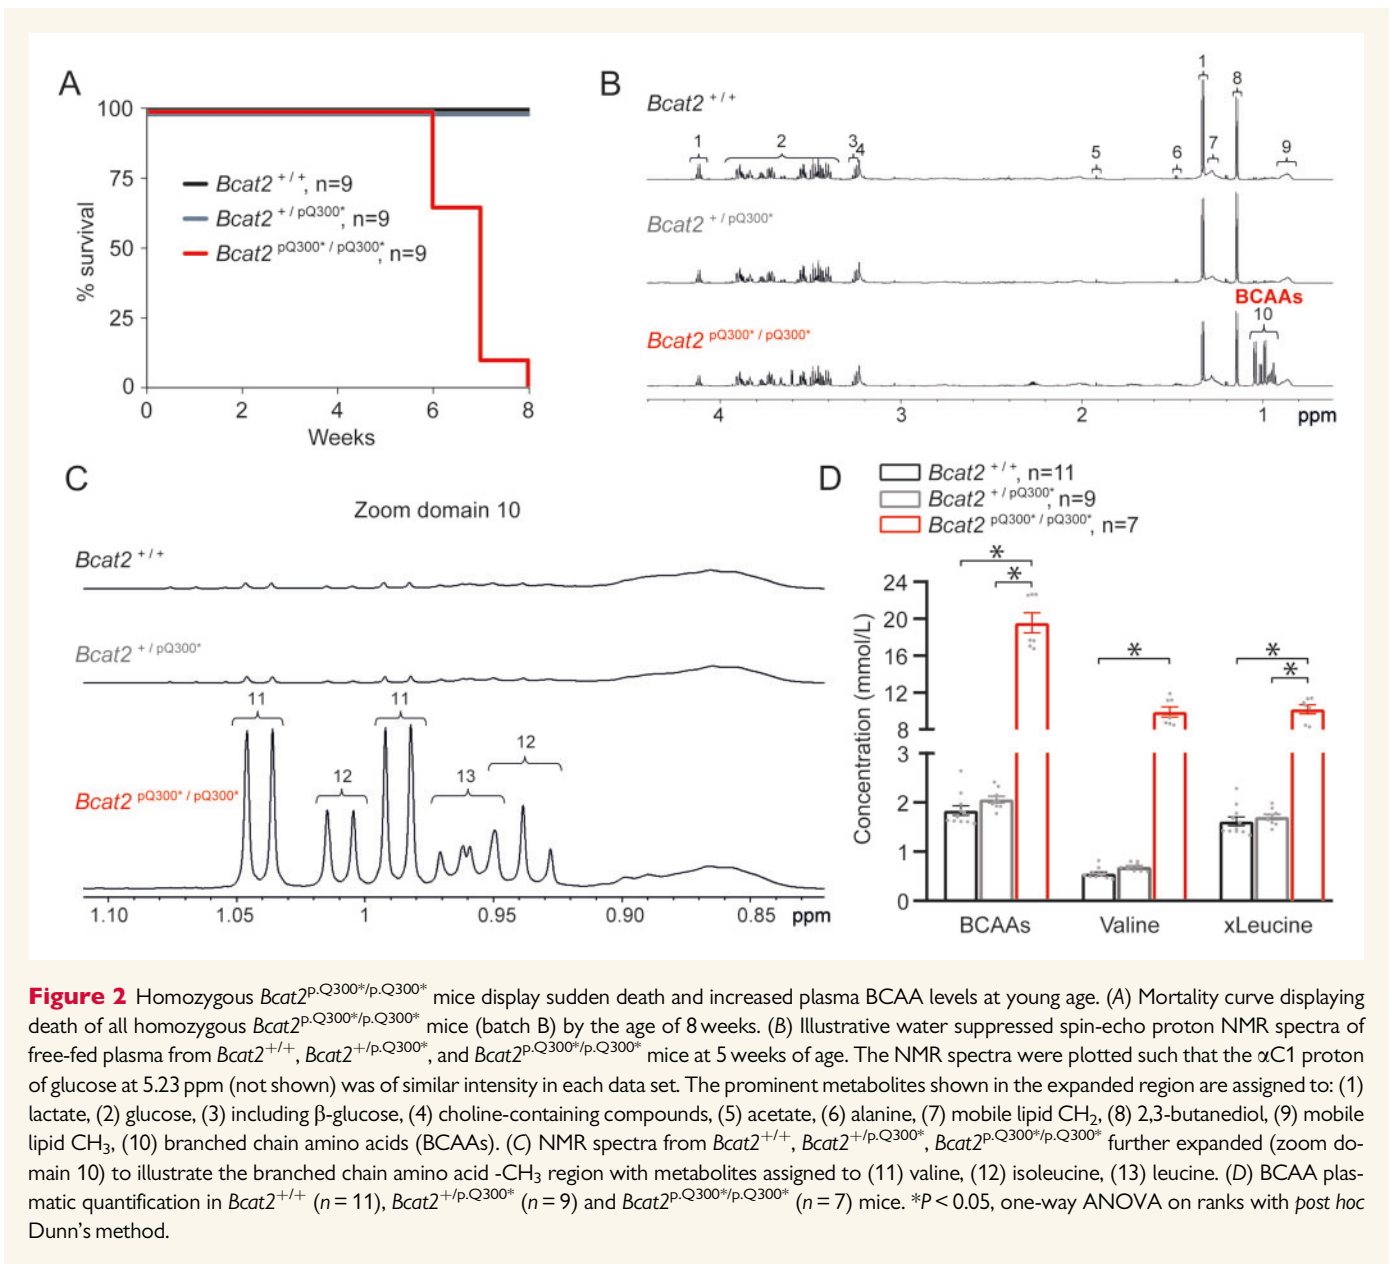 A
% survival
100
75
50
25
0
Bcat2 +/+, n=9
Bcat2 +/pQ300*, n=9
Bcat2 pQ300*/pQ300*, n=9
0 2 4 6 8
Weeks
B
Bcat2 +/+
1 2 3 4 5 6 1 7 8 9
Bcat2 +/pQ300*
BCAAs
10
Bcat2 pQ300*/pQ300*
4 3 2 1 ppm
C
Zoom domain 10
Bcat2 +/+
Bcat2 +/pQ300*
11 12 11 13 12
Bcat2 pQ300*/pQ300*
1.10 1.05 1 0.95 0.90 0.85 ppm
D
Bcat2 +/+, n=11
Bcat2 +/pQ300* n=9
Bcat2 pQ300*/pQ300*, n=7
Concentration (mmol/L)
24
20
16
12
8
3
2
1
0
* * * * *
BCAAs Valine xLeucine
Figure 2 Homozygous Bcat2p.Q300*/p.Q300* mice display sudden death and increased plasma BCAA levels at young age. (A) Mortality curve displaying
death of all homozygous Bcat2p.Q300*/p.Q300* mice (batch B) by the age of 8 weeks. (B) Illustrative water suppressed spin-echo proton NMR spectra of
free-fed plasma from Bcat2+/+, Bcat2+/p.Q300*, and Bcat2p.Q300*/p.Q300* mice at 5 weeks of age. The NMR spectra were plotted such that the αC1 proton
of glucose at 5.23 ppm (not shown) was of similar intensity in each data set. The prominent metabolites shown in the expanded region are assigned to: (1)
lactate, (2) glucose, (3) including β-glucose, (4) choline-containing compounds, (5) acetate, (6) alanine, (7) mobile lipid CH2, (8) 2,3-butanediol, (9) mobile
lipid CH3, (10) branched chain amino acids (BCAAs). (C) NMR spectra from Bcat2+/+, Bcat2+/p.Q300*, Bcat2p.Q300*/p.Q300* further expanded (zoom do-
main 10) to illustrate the branched chain amino acid -CH3 region with metabolites assigned to (11) valine, (12) isoleucine, (13) leucine. (D) BCAA plas-
matic quantification in Bcat2+/+ (n = 11), Bcat2+/p.Q300* (n = 9) and Bcat2p.Q300*/p.Q300* (n = 7) mice. *P < 0.05, one-way ANOVA on ranks with post hoc
Dunn's method.